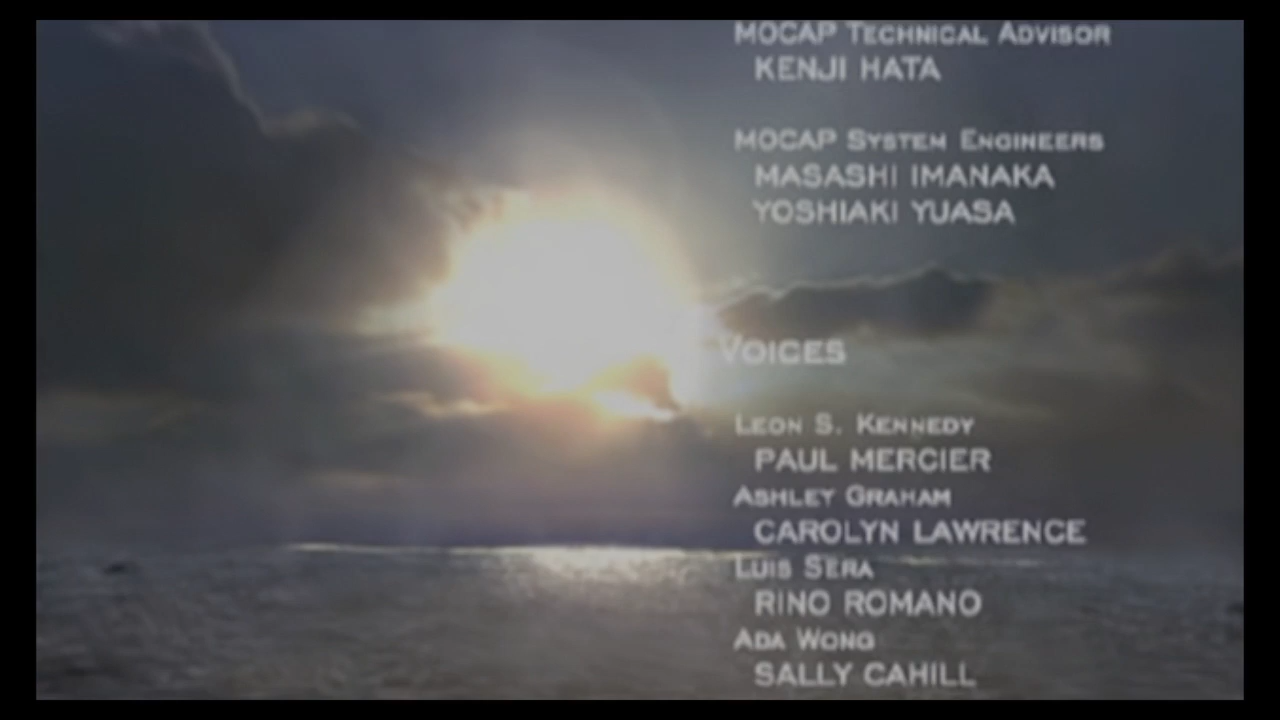 MOCAP Technical Advisor
KENJI HATA
MOCAP System Engineers
MASASHI IMANAKA
YOSHIAKI YUASA
Voices
Leon S. Kennedy
PAUL MERCIER
Ashley Graham
CAROLYN LAWRENCE
Luis Sera
RINO ROMANO
Ada Wong
SALLY CAHILL